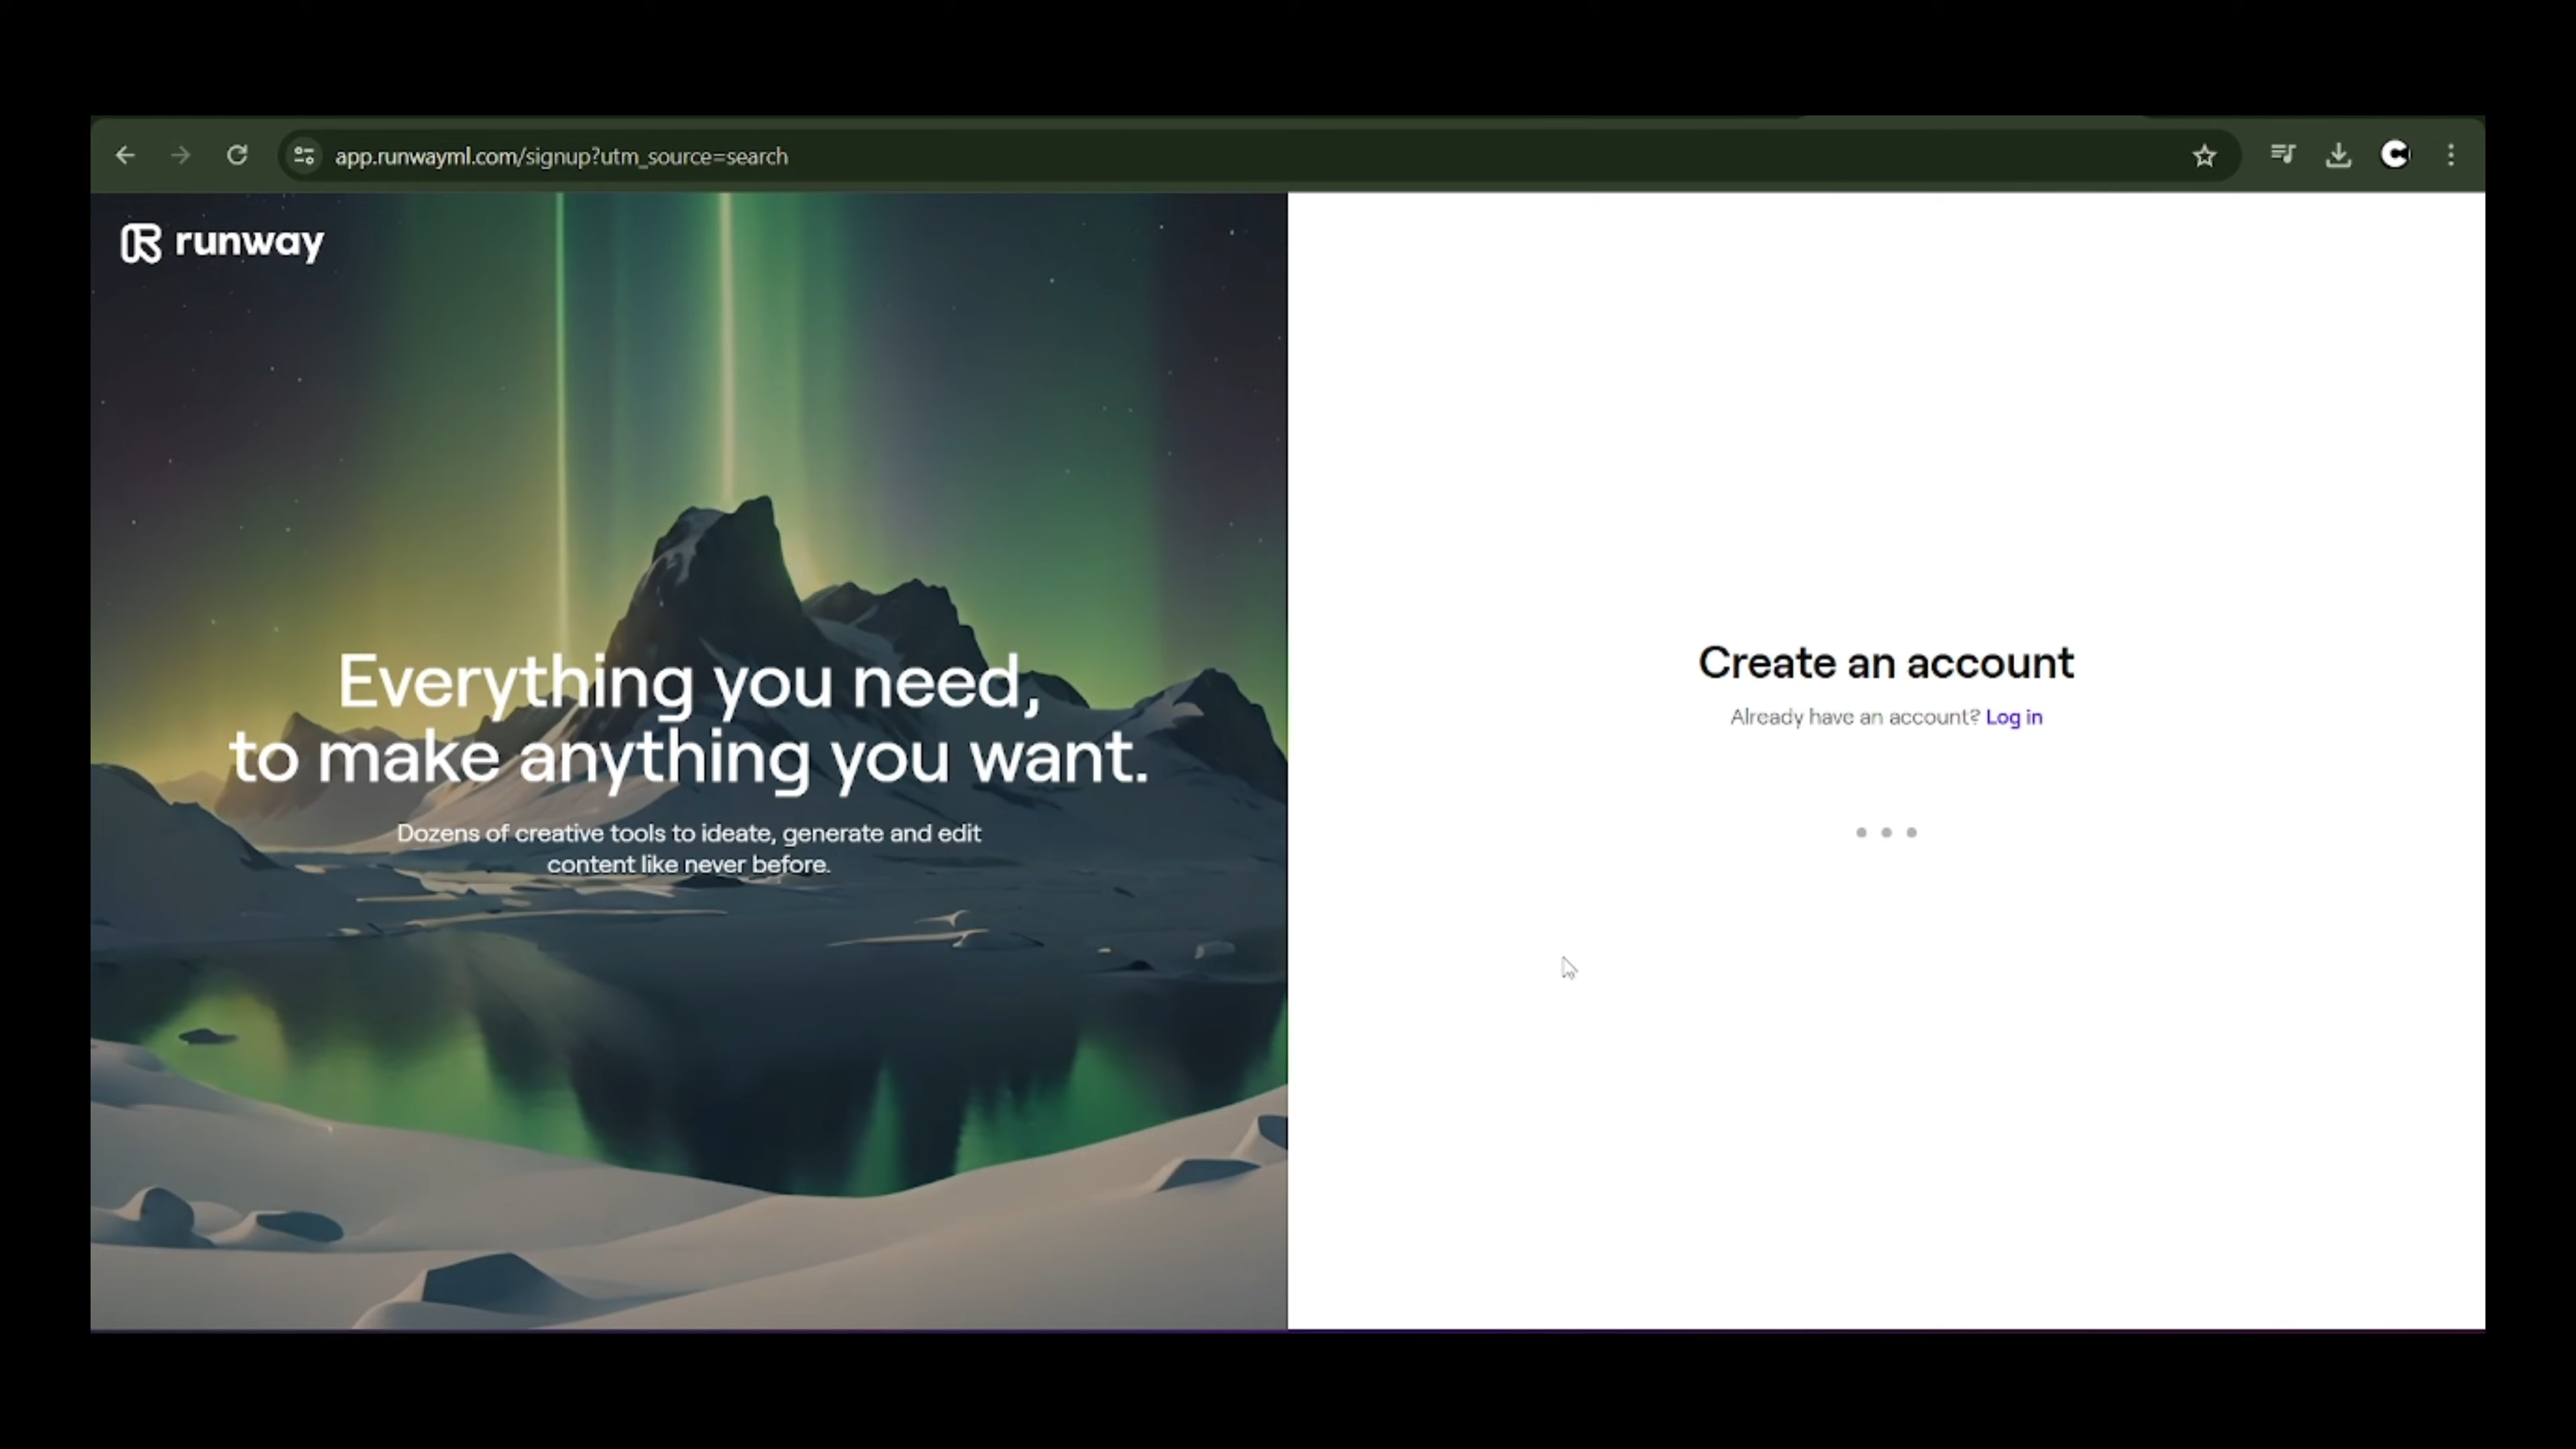 app.runwayml.com/signup?utm_source=search
runway
Everything you need,
to make anything you want.
Dozens of creative tools to ideate, generate and edit
content like never before.
Create an account
Already have an account? Log in